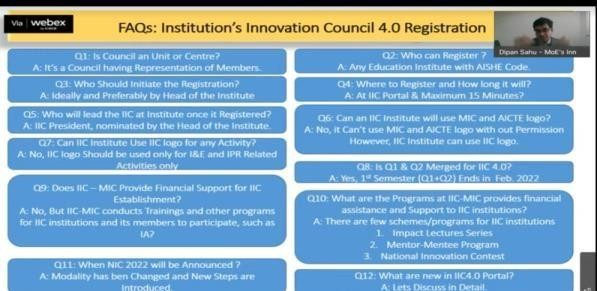 Via webex
FAQs: Institution's Innovation Council 4.0 Registration
Dipan Sahu - MoE's Inn
Q1: Is Council an Unit or Centre?
A: It's a Council having Representation of Members.
Q2: Who can Register ?
A: Any Education Institute with AISHE Code.
Q3: Who Should Initiate the Registration?
A: Ideally and Preferably by Head of the Institute
Q4: Where to Register and How long it will?
A: At IIC Portal & Maximum 15 Minutes?
Q5: Who will lead the IIC at Institute once it Registered?
A: IIC President, nominated by the Head of the Institute.
Q6: Can an IIC Institute will use MIC and AICTE logo?
A: No, it Can't use MIC and AICTE logo with out Permission
However, IIC Institute can use IIC logo.
Q7: Can IIC Institute Use IIC logo for any Activity?
A: No, IIC logo Should be used only for I&E and IPR Related
Activities only
Q8: Is Q1 & Q2 Merged for IIC 4.0?
A: Yes, 1st Semester (Q1+Q2) Ends in Feb. 2022
Q9: Does IIC – MIC Provide Financial Support for IIC
Establishment?
A: No, But IIC-MIC conducts Trainings and other programs
for IIC institutions and its members to participate, such as
IA?
Q10: What are the Programs at IIC-MIC provides financial
assistance and Support to IIC institutions?
A: There are few schemes/programs for IIC institutions
1. Impact Lectures Series
2. Mentor-Mentee Program
3. National Innovation Contest
Q11: When NIC 2022 will be Announced ?
A: Modality has ben Changed and New Steps are
Introduced.
Q12: What are new in IIC4.0 Portal?
A: Lets Discuss in Detail.